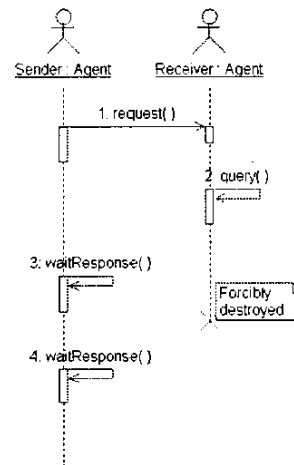 Sender : Agent
Receiver : Agent
1. request( )
2. query( )
3: waitResponse( )
Forcibly
destroyed
4. waitResponse( )